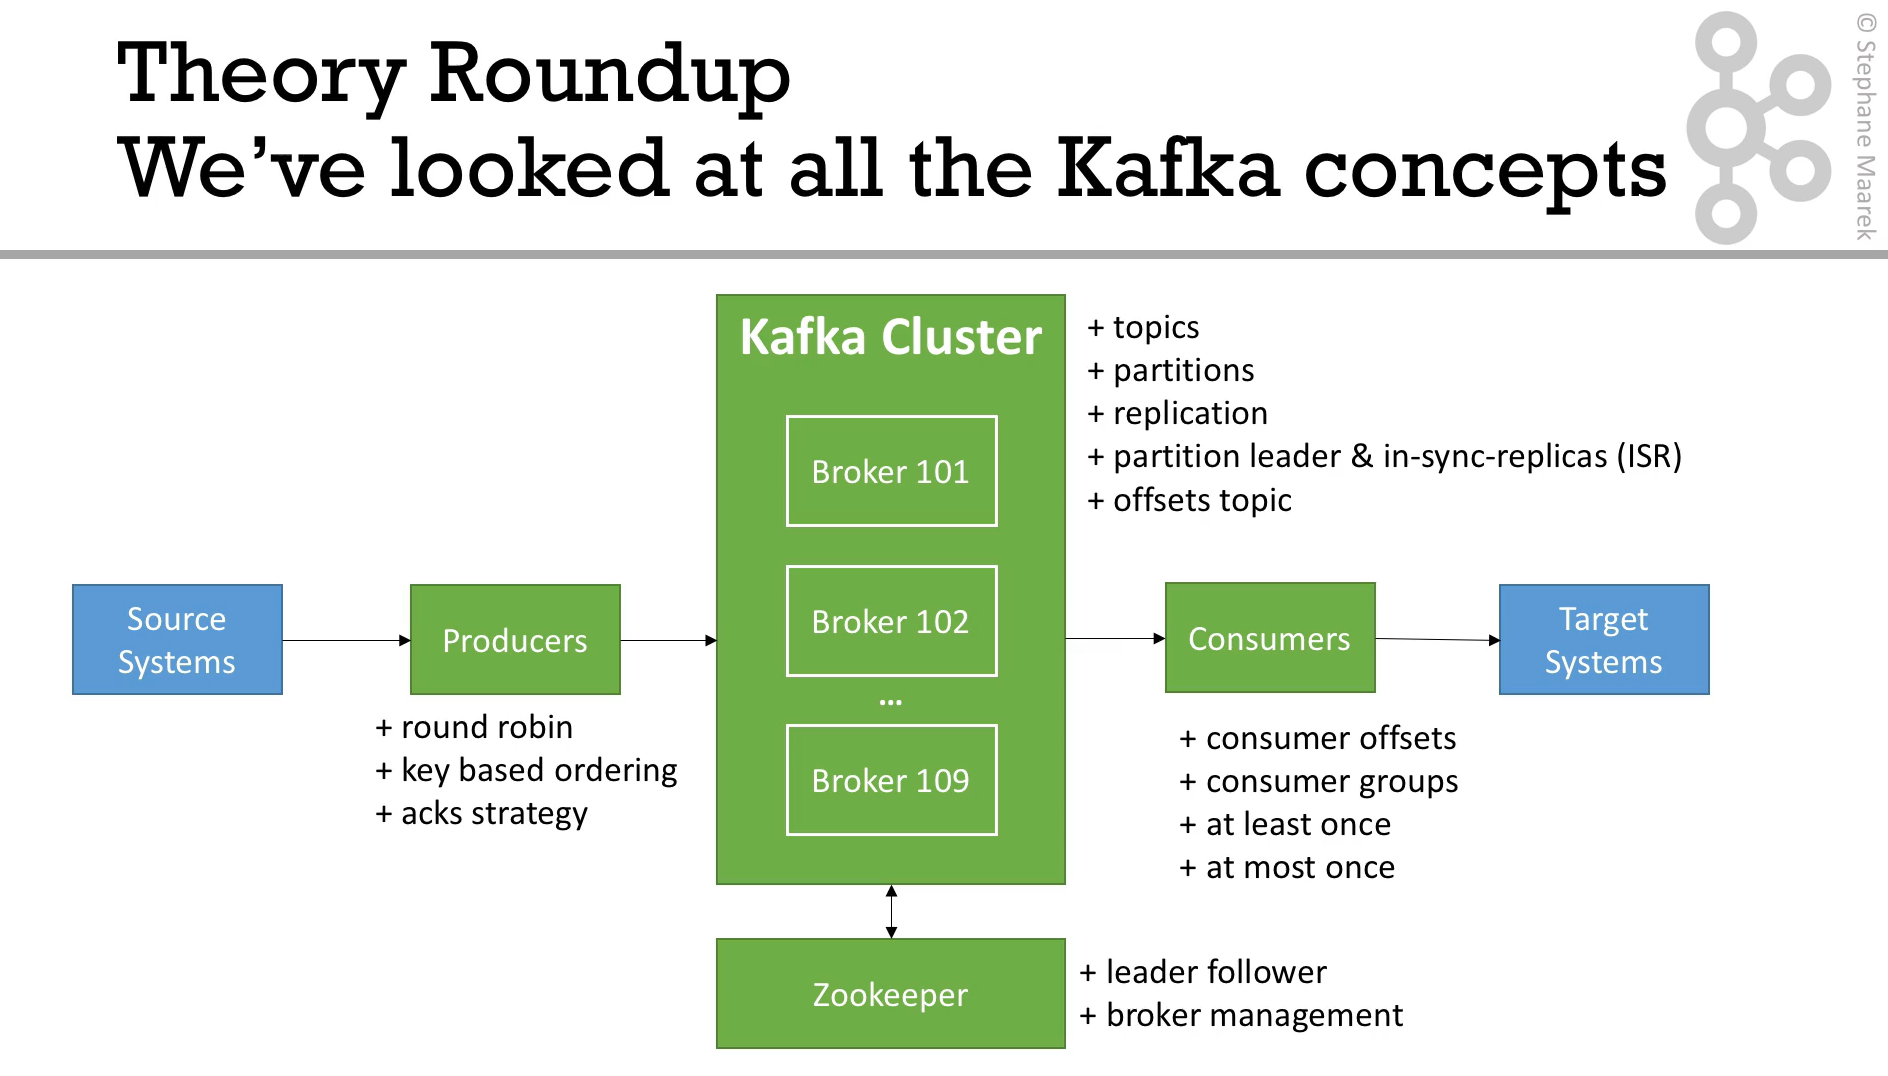 Theory Roundup
We’ve looked at all the Kafka concepts
© Stephane Maarek
Kafka Cluster
Broker 101
Broker 102
...
Broker 109
+ topics
+ partitions
+ replication
+ partition leader & in-sync-replicas (ISR)
+ offsets topic
Source
Systems
Producers
+ round robin
+ key based ordering
+ acks strategy
Consumers
+ consumer offsets
+ consumer groups
+ at least once
+ at most once
Target
Systems
Zookeeper
+ leader follower
+ broker management